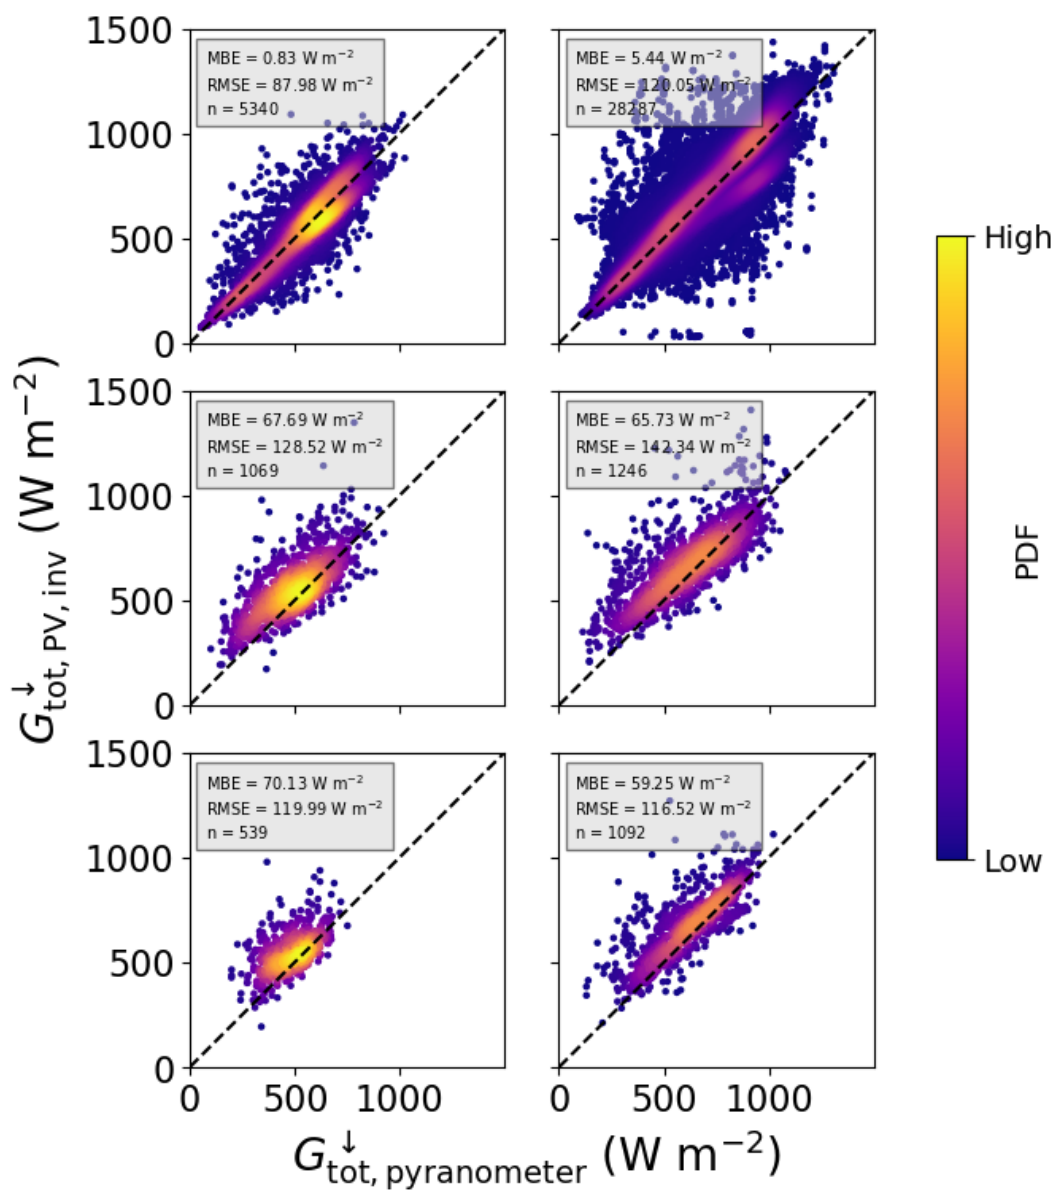 1500
1000
500
0
MBE = 0.83 W m⁻²
RMSE = 87.98 W m⁻²
n = 5340
0
500
1000
MBE = 5.44 W m⁻²
RMSE = 120.05 W m⁻²
n = 28287
1500
1000
500
0
MBE = 67.69 W m⁻²
RMSE = 128.52 W m⁻²
n = 1069
MBE = 65.73 W m⁻²
RMSE = 142.34 W m⁻²
n = 1246
1500
1000
500
0
MBE = 70.13 W m⁻²
RMSE = 119.99 W m⁻²
n = 539
0
500
1000
MBE = 59.25 W m⁻²
RMSE = 116.52 W m⁻²
n = 1092
0
500
1000
G↓tot, PV, inv (W m⁻²)
G↓tot, pyranometer (W m⁻²)
High
PDF
Low